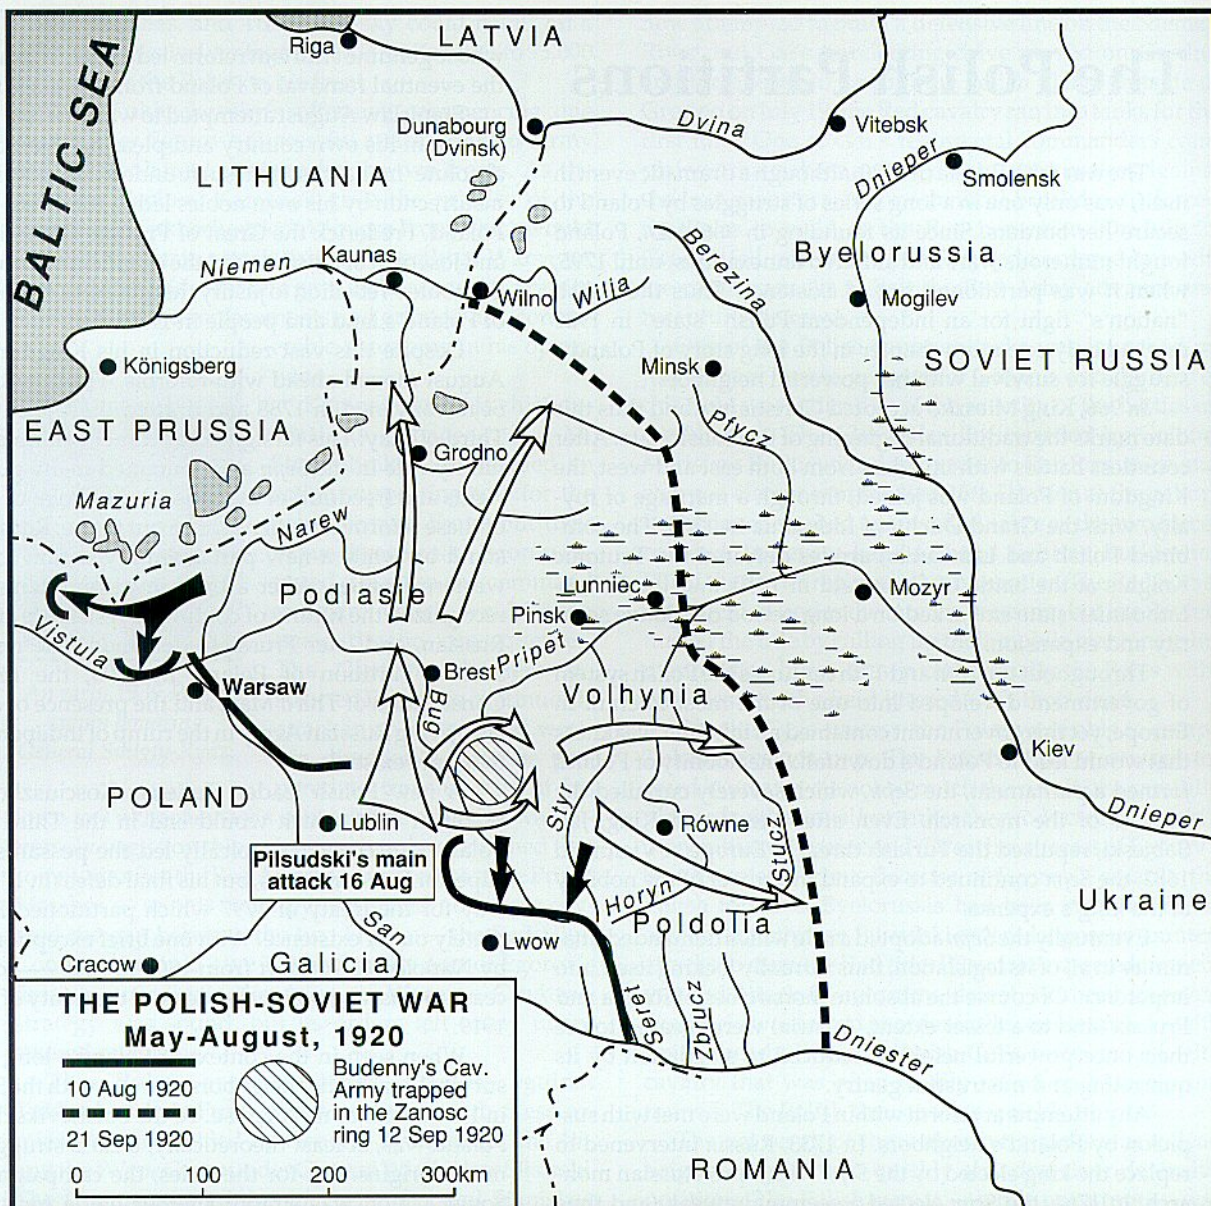 Riga
LATVIA
BALTIC SEA
Dunabourg
(Dvinsk)
Dvina
Vitebsk
LITHUANIA
Dnieper
Smolensk
Niemen
Kaunas
Berezina
Byelorussia
Wilno
Wilja
Mogilev
Königsberg
Minsk
SOVIET RUSSIA
EAST PRUSSIA
Ptycz
Grodno
Mazuria
Narew
Podlasie
Lunniec
Mozyr
Pinsk
Vistula
Pripet
Brest
Warsaw
Bug
Volhynia
Kiev
POLAND
Styr
Dnieper
Lublin
Równe
Stucz
Pilsudski's main
attack 16 Aug
Horyn
Ukraine
Poldolia
San
Lwow
Cracow
Galicia
THE POLISH-SOVIET WAR
May-August, 1920
10 Aug 1920
21 Sep 1920
Budenny's Cav.
Army trapped
in the Zanosc
ring 12 Sep 1920
0 100 200 300km
Seret
Zbrucz
Dniester
ROMANIA